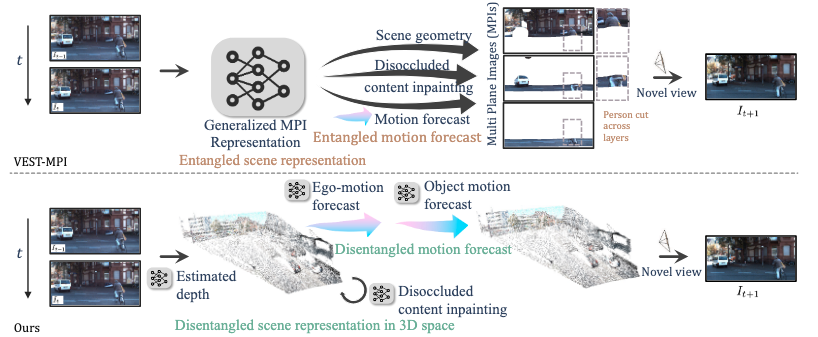 t
I_{t-1}
I_t
VEST-MPI
Generalized MPI
Representation
Entangled scene representation
Scene geometry
Disoccluded
content inpainting
Motion forecast
Entangled motion forecast
Multi Plane Images (MPIs)
Person cut
across
layers
Novel view
I_{t+1}
t
I_{t-1}
I_t
Ours
Estimated
depth
Ego-motion
forecast
Object motion
forecast
Disentangled motion forecast
Disoccluded
content inpainting
Disentangled scene representation in 3D space
Novel view
I_{t+1}